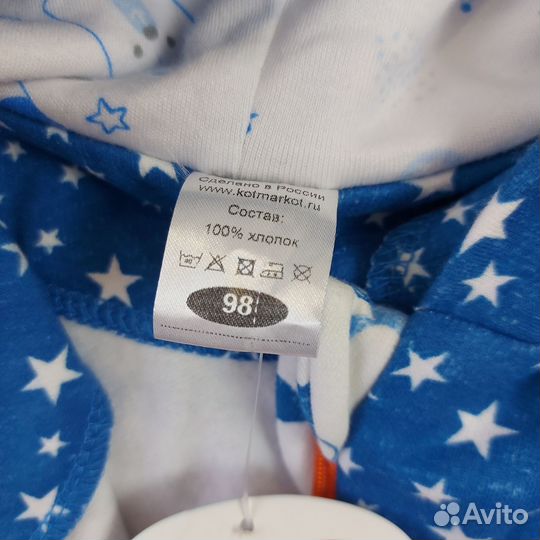 Сделано в России
www.kotmarkot.ru
Состав:
100% хлопок
98
Avito